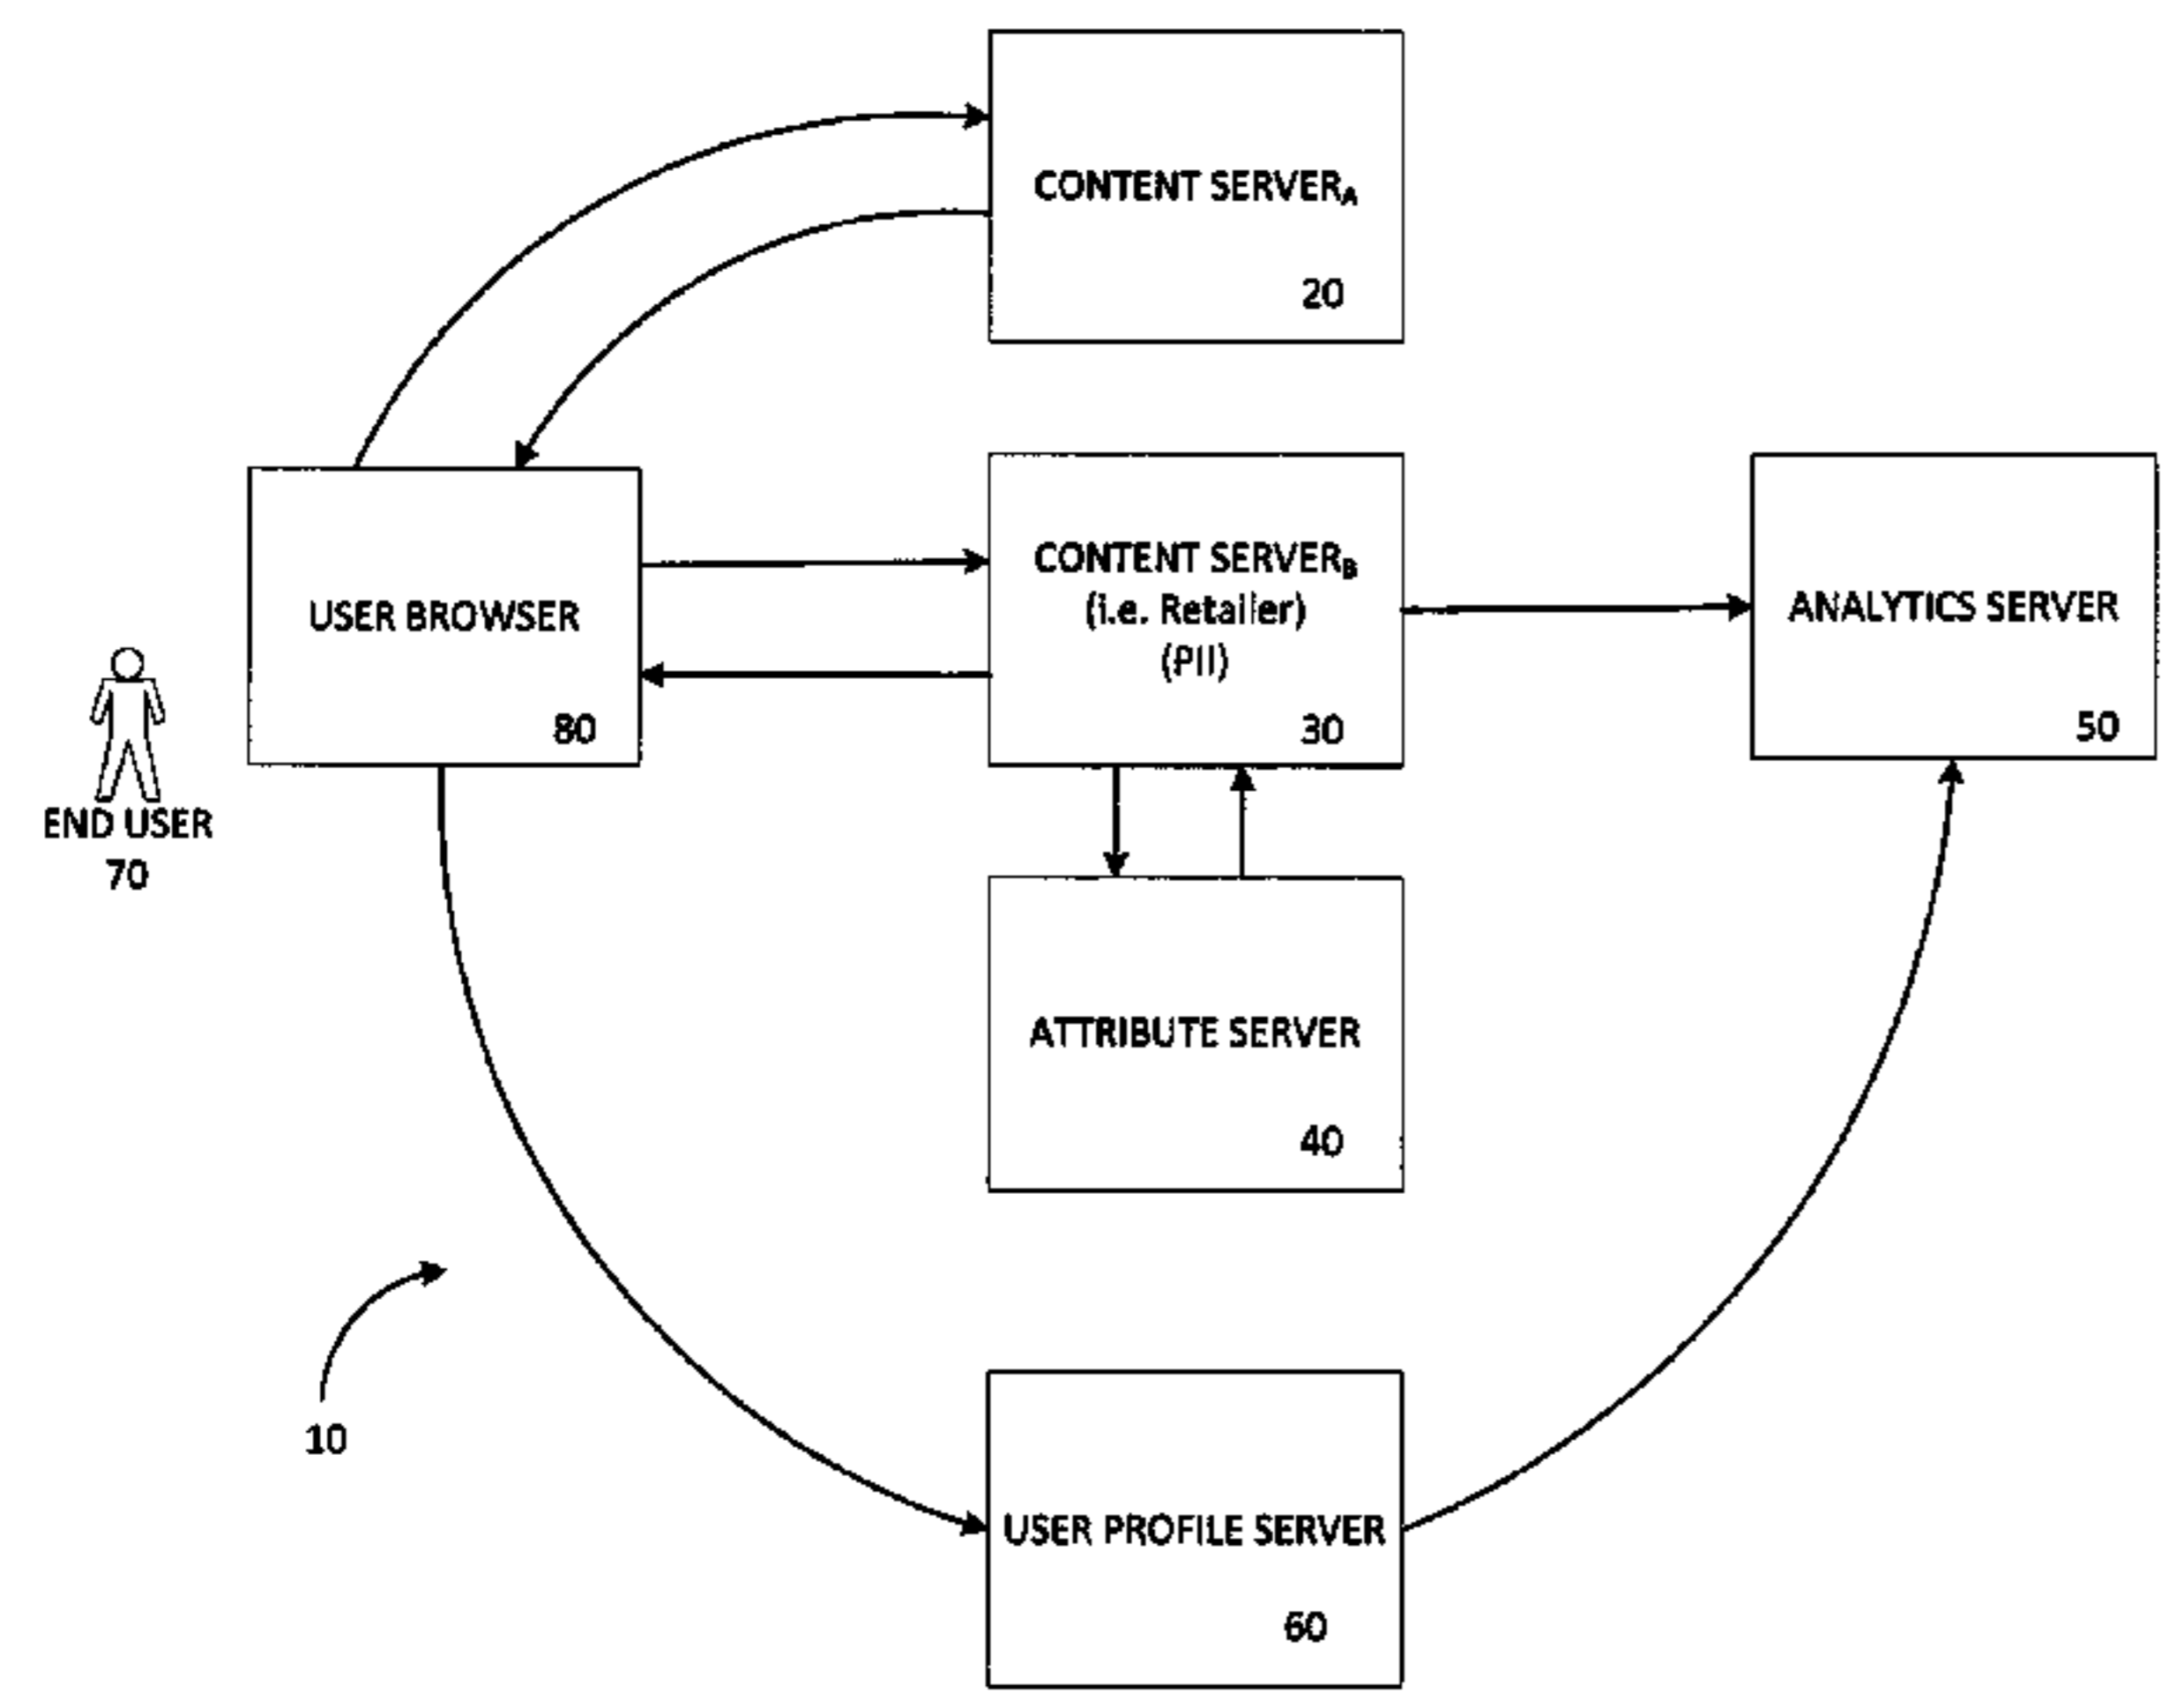 CONTENT SERVERA
20
USER BROWSER
80
CONTENT SERVERB
(i.e. Retailer)
(PII)
30
ANALYTICS SERVER
50
END USER
70
ATTRIBUTE SERVER
40
10
USER PROFILE SERVER
60